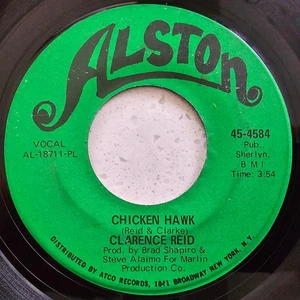 ALSTON
VOCAL
AL-18711-PL
45-4584
Pub.,
Sherlyn,
B M I
Time: 3:54
CHICKEN HAWK
(Reid & Clarke)
CLARENCE REID
Prod. by Brad Shapiro &
Steve Alaimo For Marlin
Production Co.
DISTRIBUTED BY ATCO RECORDS, 1841 BROADWAY NEW YORK, N.Y.